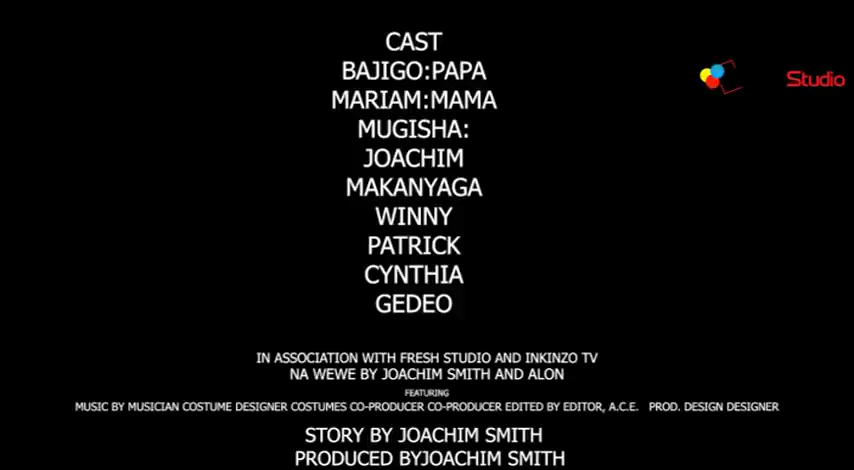 CAST
BAJIGO:PAPA
MARIAM:MAMA
MUGISHA:
JOACHIM
MAKANYAGA
WINNY
PATRICK
CYNTHIA
GEDEO
Studio
IN ASSOCIATION WITH FRESH STUDIO AND INKINZO TV
NA WEWE BY JOACHIM SMITH AND ALON
FEATURING
MUSIC BY MUSICIAN COSTUME DESIGNER COSTUMES CO-PRODUCER CO-PRODUCER EDITED BY EDITOR, A.C.E. PROD. DESIGN DESIGNER
STORY BY JOACHIM SMITH
PRODUCED BYJOACHIM SMITH